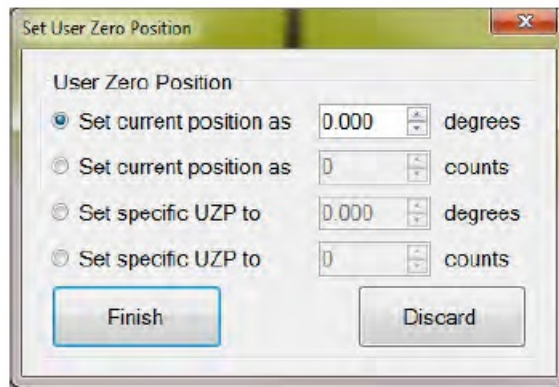 Set User Zero Position
User Zero Position
Set current position as 0.000 degrees
Set current position as 0 counts
Set specific UZP to 0.000 degrees
Set specific UZP to 0 counts
Finish Discard